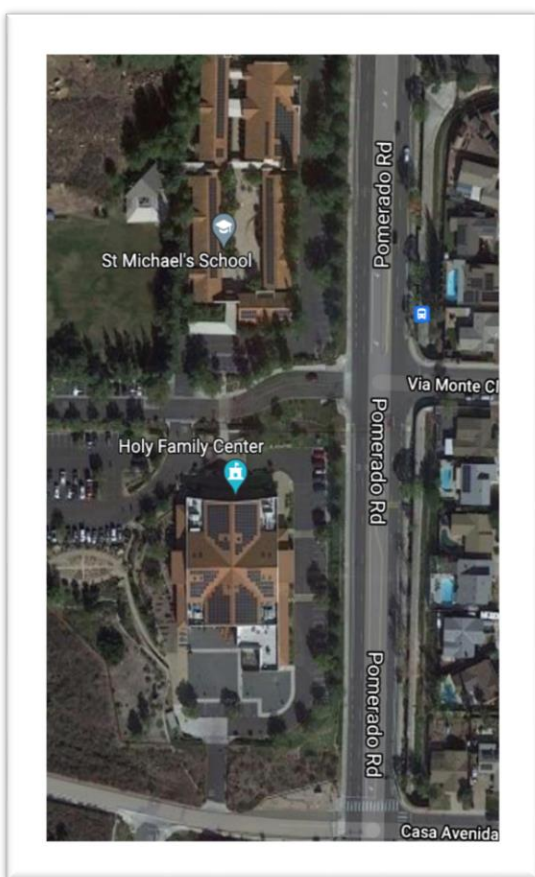 Pomerado Rd
St Michael's School
Via Monte Cl
Pomerado Rd
Holy Family Center
Pomerado Rd
Casa Avenida